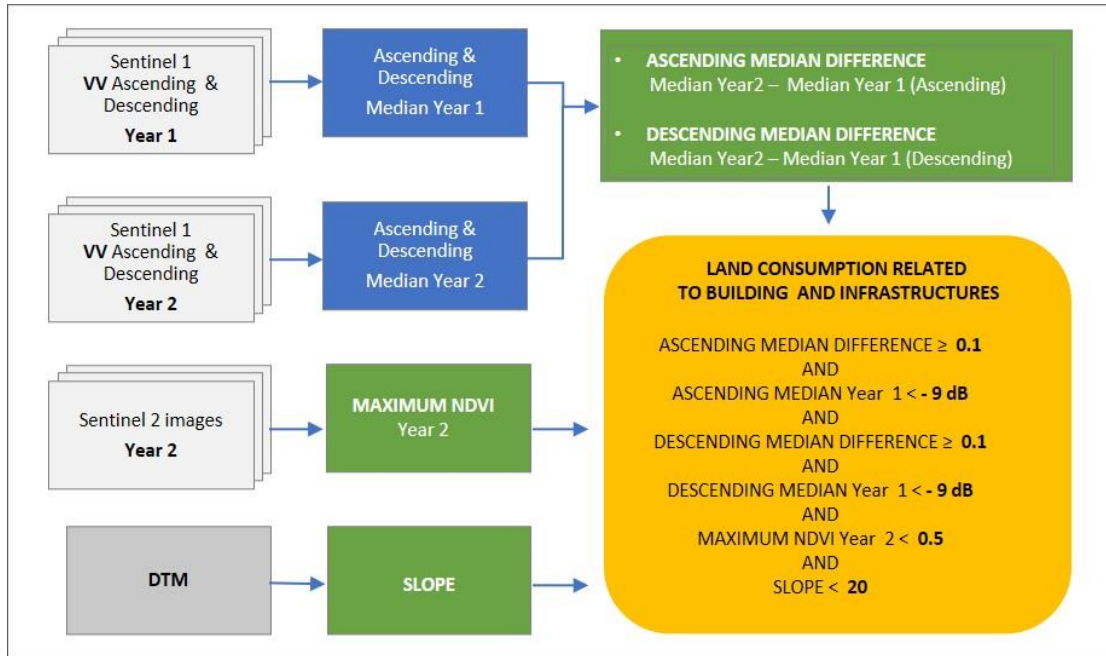 Sentinel 1
VV Ascending &
Descending
Year 1
Ascending &
Descending
Median Year 1
• ASCENDING MEDIAN DIFFERENCE
Median Year2 – Median Year 1 (Ascending)
• DESCENDING MEDIAN DIFFERENCE
Median Year2 – Median Year 1 (Descending)
Sentinel 1
VV Ascending &
Descending
Year 2
Ascending &
Descending
Median Year 2
LAND CONSUMPTION RELATED
TO BUILDING AND INFRASTRUCTURES
ASCENDING MEDIAN DIFFERENCE ≥ 0.1
AND
ASCENDING MEDIAN Year 1 < - 9 dB
AND
DESCENDING MEDIAN DIFFERENCE ≥ 0.1
AND
DESCENDING MEDIAN Year 1 < - 9 dB
AND
MAXIMUM NDVI Year 2 < 0.5
AND
SLOPE < 20
Sentinel 2 images
Year 2
MAXIMUM NDVI
Year 2
DTM
SLOPE